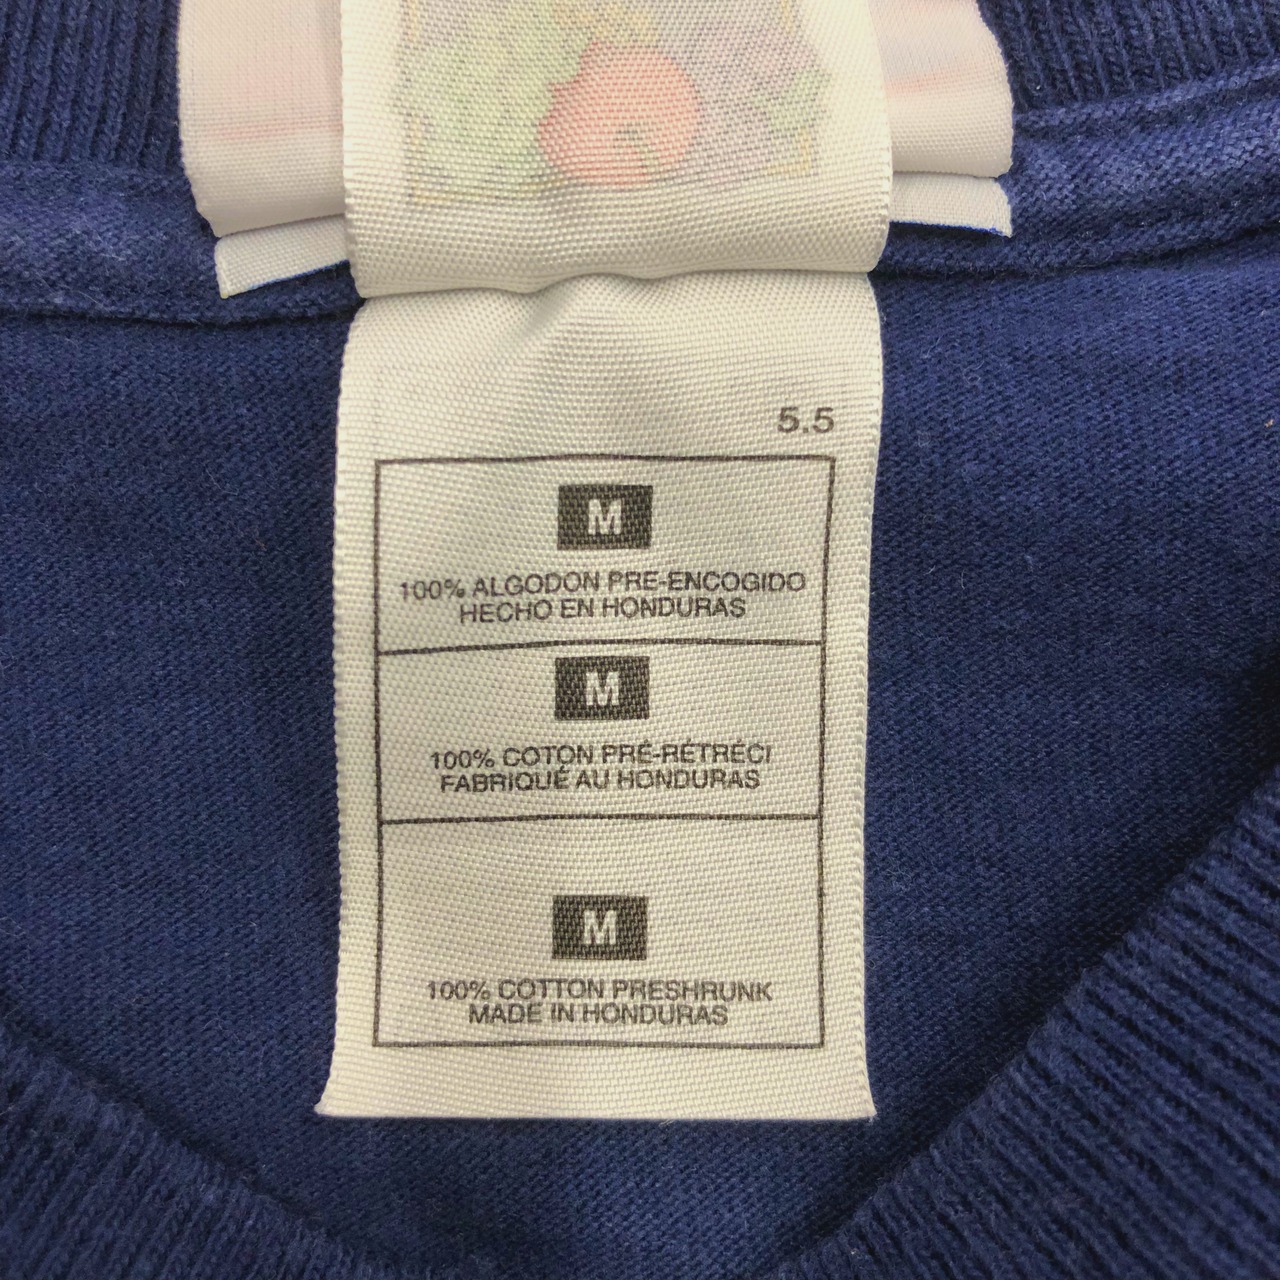 5.5
M
100% ALGODON PRE-ENCOGIDO
HECHO EN HONDURAS
M
100% COTON PRÉ-RÉTRÉCI
FABRIQUÉ AU HONDURAS
M
100% COTTON PRESHRUNK
MADE IN HONDURAS